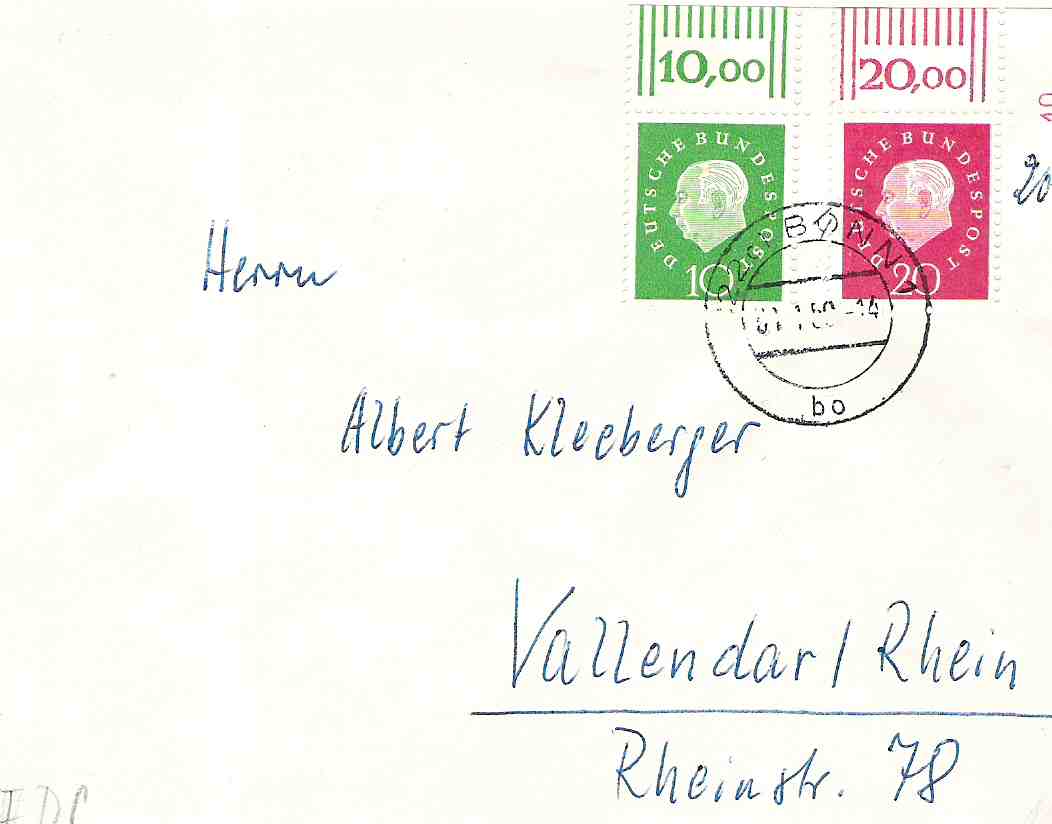 10,00 20,00
DEUTSCHE BUNDESPOST
10
DEUTSCHE BUNDESPOST
20
BONN
bo
20
Herrn
Albert Kleeberger
Vallendar/Rhein
Rheinstr. 78